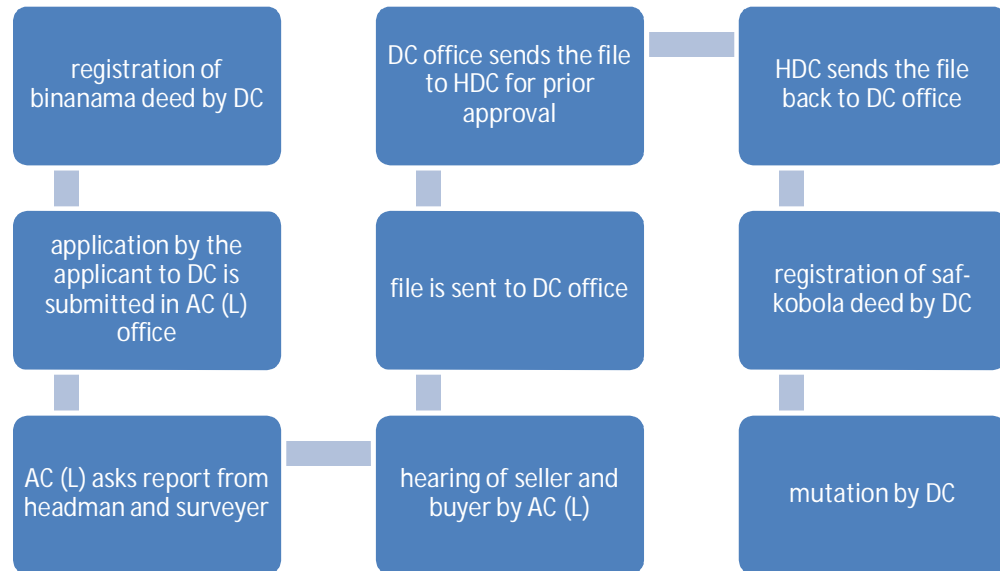 registration of
binanama deed by DC
application by the
applicant to DC is
submitted in AC (L)
office
AC (L) asks report from
headman and surveyer
hearing of seller and
buyer by AC (L)
file is sent to DC office
DC office sends the file
to HDC for prior
approval
HDC sends the file
back to DC office
registration of saf-
kobola deed by DC
mutation by DC